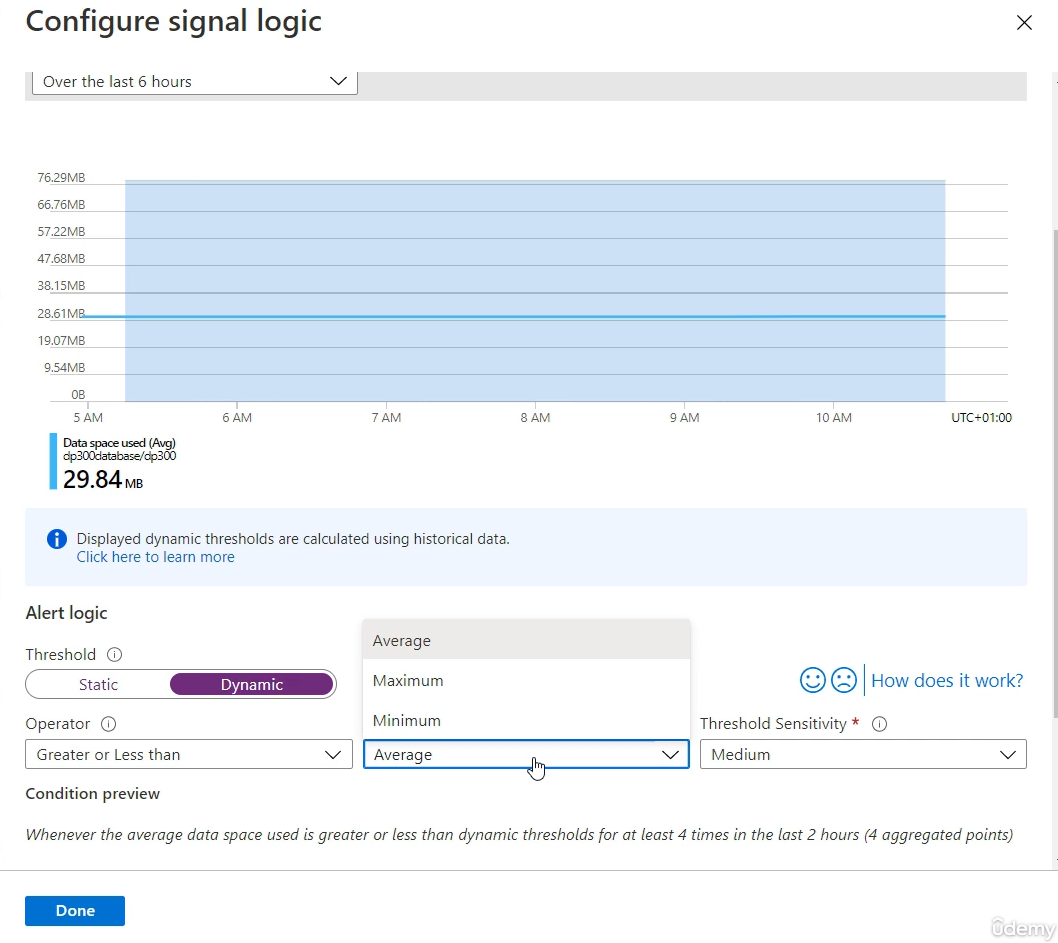 Configure signal logic
Over the last 6 hours
76.29MB
66.76MB
57.22MB
47.68MB
38.15MB
28.61MB
19.07MB
9.54MB
0B
5 AM 6 AM 7 AM 8 AM 9 AM 10 AM UTC+01:00
Data space used (Avg)
dp300database/dp300
29.84 MB
Displayed dynamic thresholds are calculated using historical data.
Click here to learn more
Alert logic
Threshold
Static Dynamic
Average
Maximum
Minimum
How does it work?
Operator
Threshold Sensitivity *
Greater or Less than
Average
Medium
Condition preview
Whenever the average data space used is greater or less than dynamic thresholds for at least 4 times in the last 2 hours (4 aggregated points)
Done
ûdemy